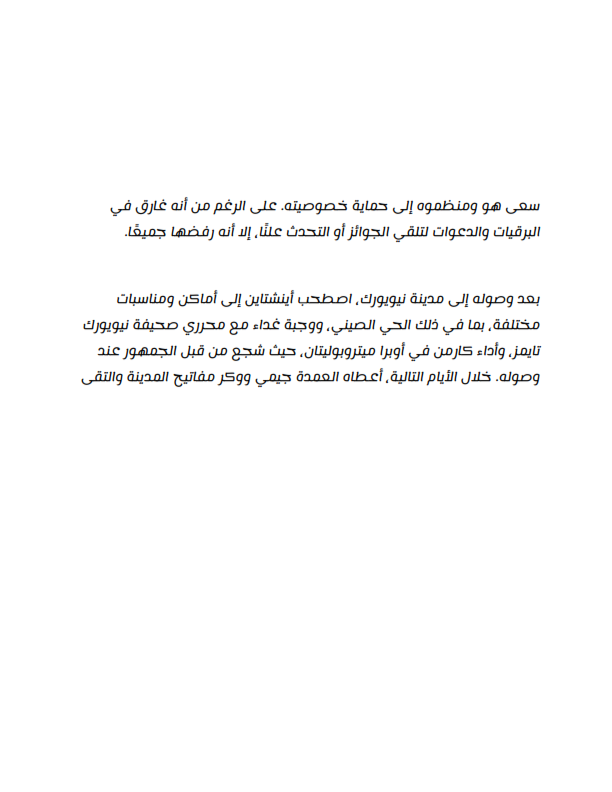 سعى هو ومنظموه إلى حماية خصوصيته. على الرغم من أنه غارق في
البرقيات والدعوات لتلقي الجوائز أو التحدث علنًا، إلا أنه رفضها جميعًا.
بعد وصوله إلى مدينة نيويورك، اصطحب أينشتاين إلى أماكن ومناسبات
مختلفة، بما في ذلك الحي الصيني، ووجبة غداء مع محرري صحيفة نيويورك
تايمز، وأداء كارمن في أوبرا ميتروبوليتان، حيث شجع من قبل الجمهور عند
وصوله. خلال الأيام التالية، أعطاه العمدة جيمي ووكر مفاتيح المدينة والتقى